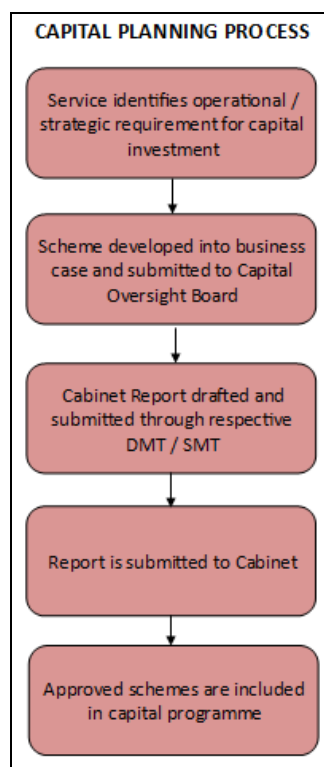 CAPITAL PLANNING PROCESS
Service identifies operational /
strategic requirement for capital
investment
Scheme developed into business
case and submitted to Capital
Oversight Board
Cabinet Report drafted and
submitted through respective
DMT / SMT
Report is submitted to Cabinet
Approved schemes are included
in capital programme